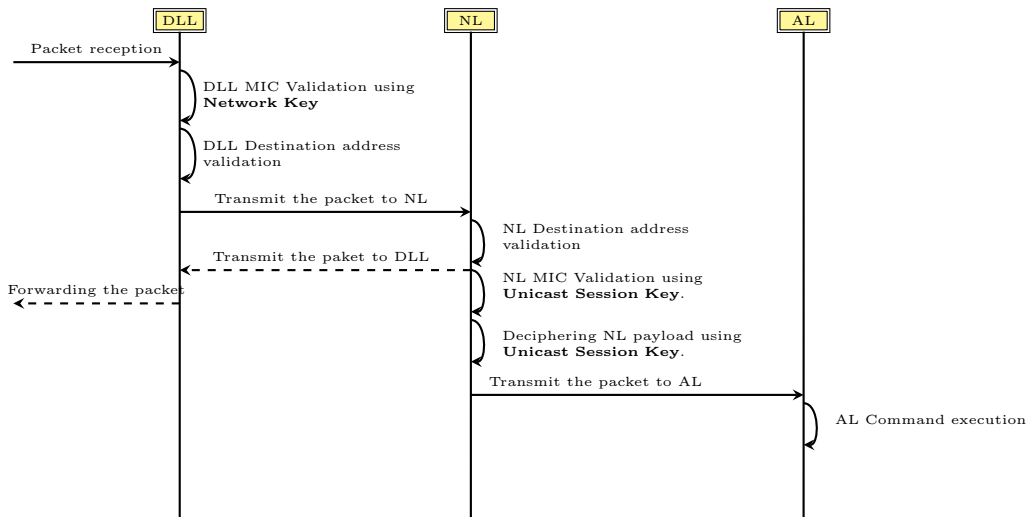 DLL
NL
AL
Packet reception
DLL MIC Validation using
Network Key
DLL Destination address
validation
Transmit the packet to NL
NL Destination address
validation
Transmit the paket to DLL
NL MIC Validation using
Unicast Session Key.
Forwarding the packet
Deciphering NL payload using
Unicast Session Key.
Transmit the packet to AL
AL Command execution